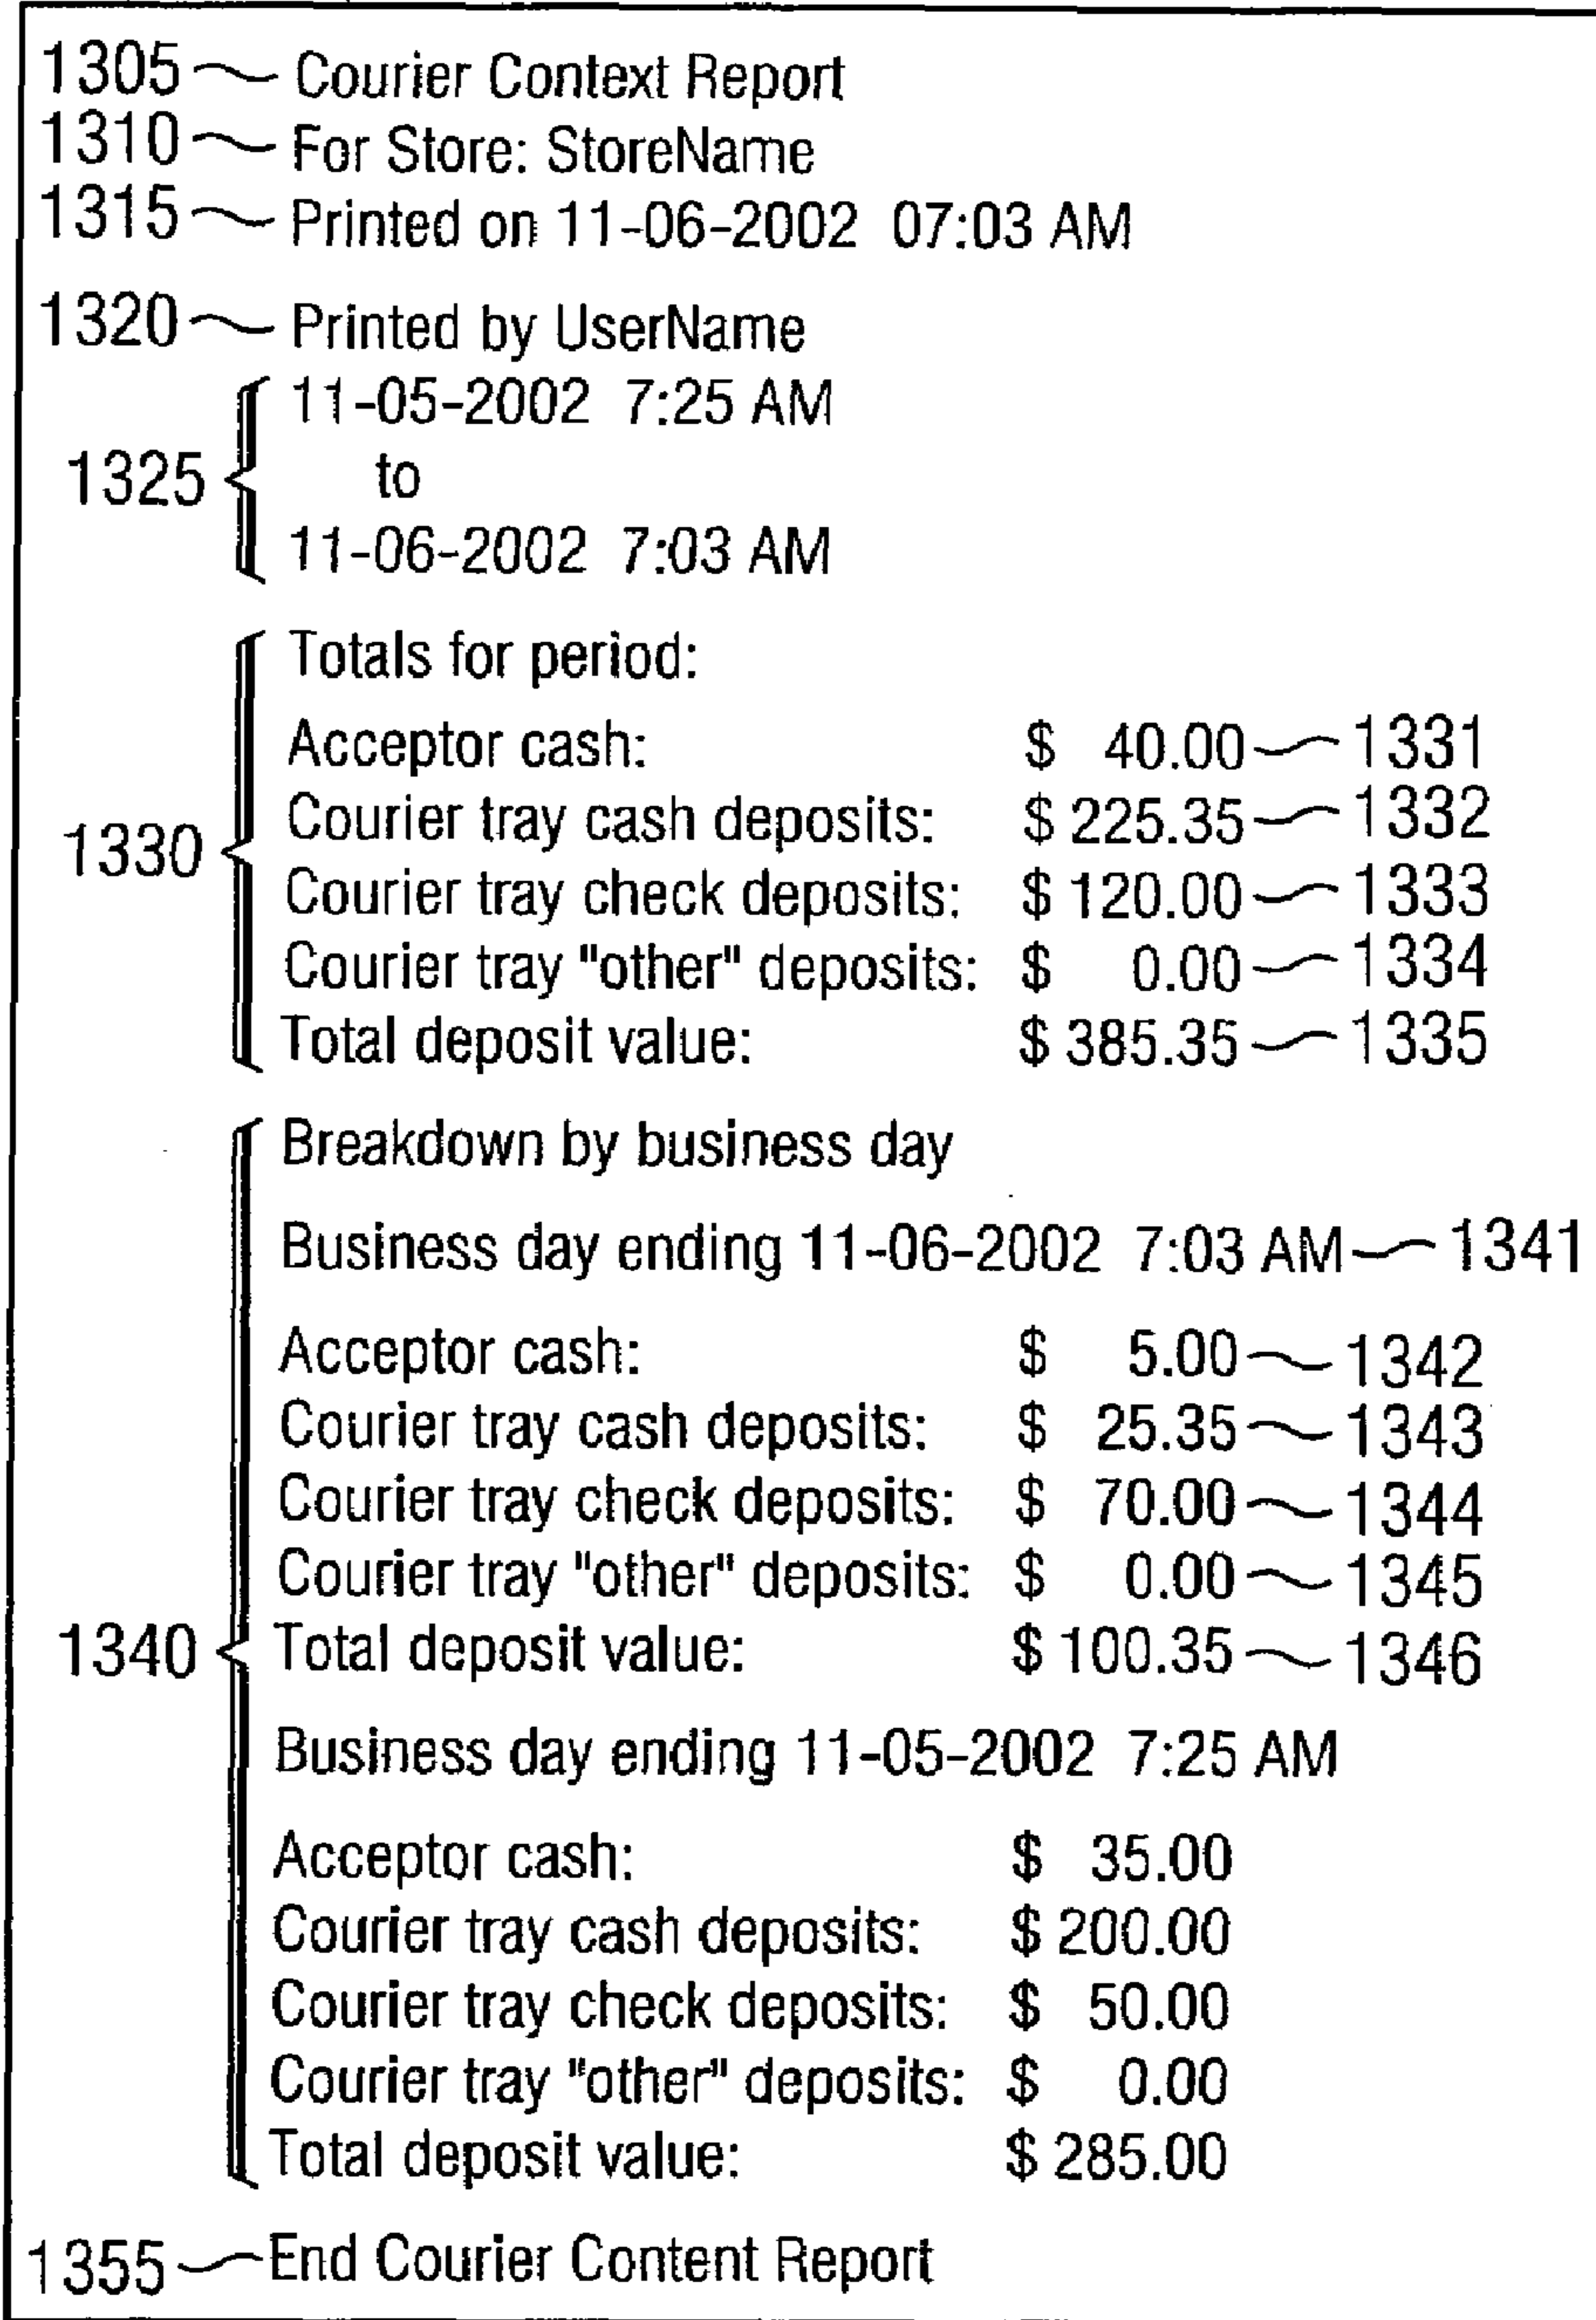 1305 Courier Context Report
1310 For Store: StoreName
1315 Printed on 11-06-2002 07:03 AM
1320 Printed by UserName
11-05-2002 7:25 AM
1325 to
11-06-2002 7:03 AM
Totals for period:
Acceptor cash: $ 40.00 1331
Courier tray cash deposits: $ 225.35 1332
1330
Courier tray check deposits: $ 120.00 1333
Courier tray "other" deposits: $ 0.00 1334
Total deposit value: $ 385.35 1335
Breakdown by business day
Business day ending 11-06-2002 7:03 AM 1341
Acceptor cash: $ 5.00 1342
Courier tray cash deposits: $ 25.35 1343
Courier tray check deposits: $ 70.00 1344
Courier tray "other" deposits: $ 0.00 1345
1340 Total deposit value: $ 100.35 1346
Business day ending 11-05-2002 7:25 AM
Acceptor cash: $ 35.00
Courier tray cash deposits: $ 200.00
Courier tray check deposits: $ 50.00
Courier tray "other" deposits: $ 0.00
Total deposit value: $ 285.00
1355 End Courier Content Report